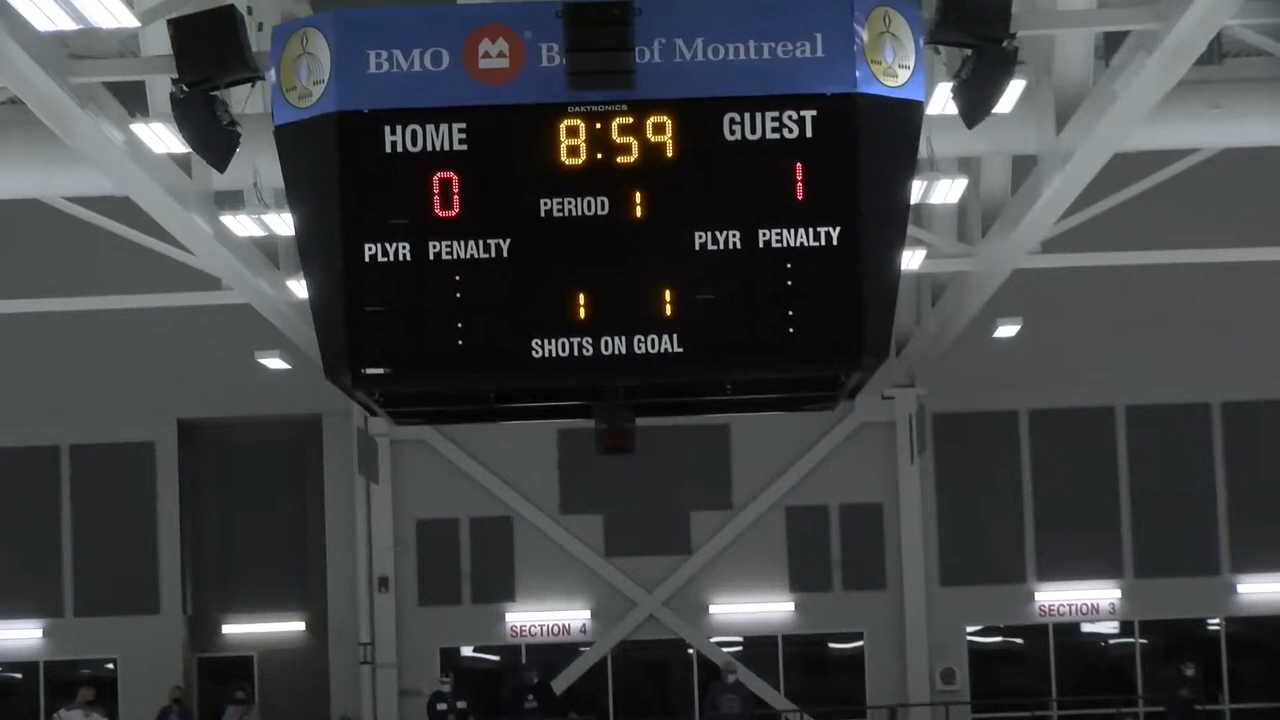 BMO Bank of Montreal
DAKTRONICS
HOME 8:59 GUEST
0 PERIOD 1 1
PLYR PENALTY PLYR PENALTY
: :
1 1
: :
SHOTS ON GOAL
SECTION 4
SECTION 3